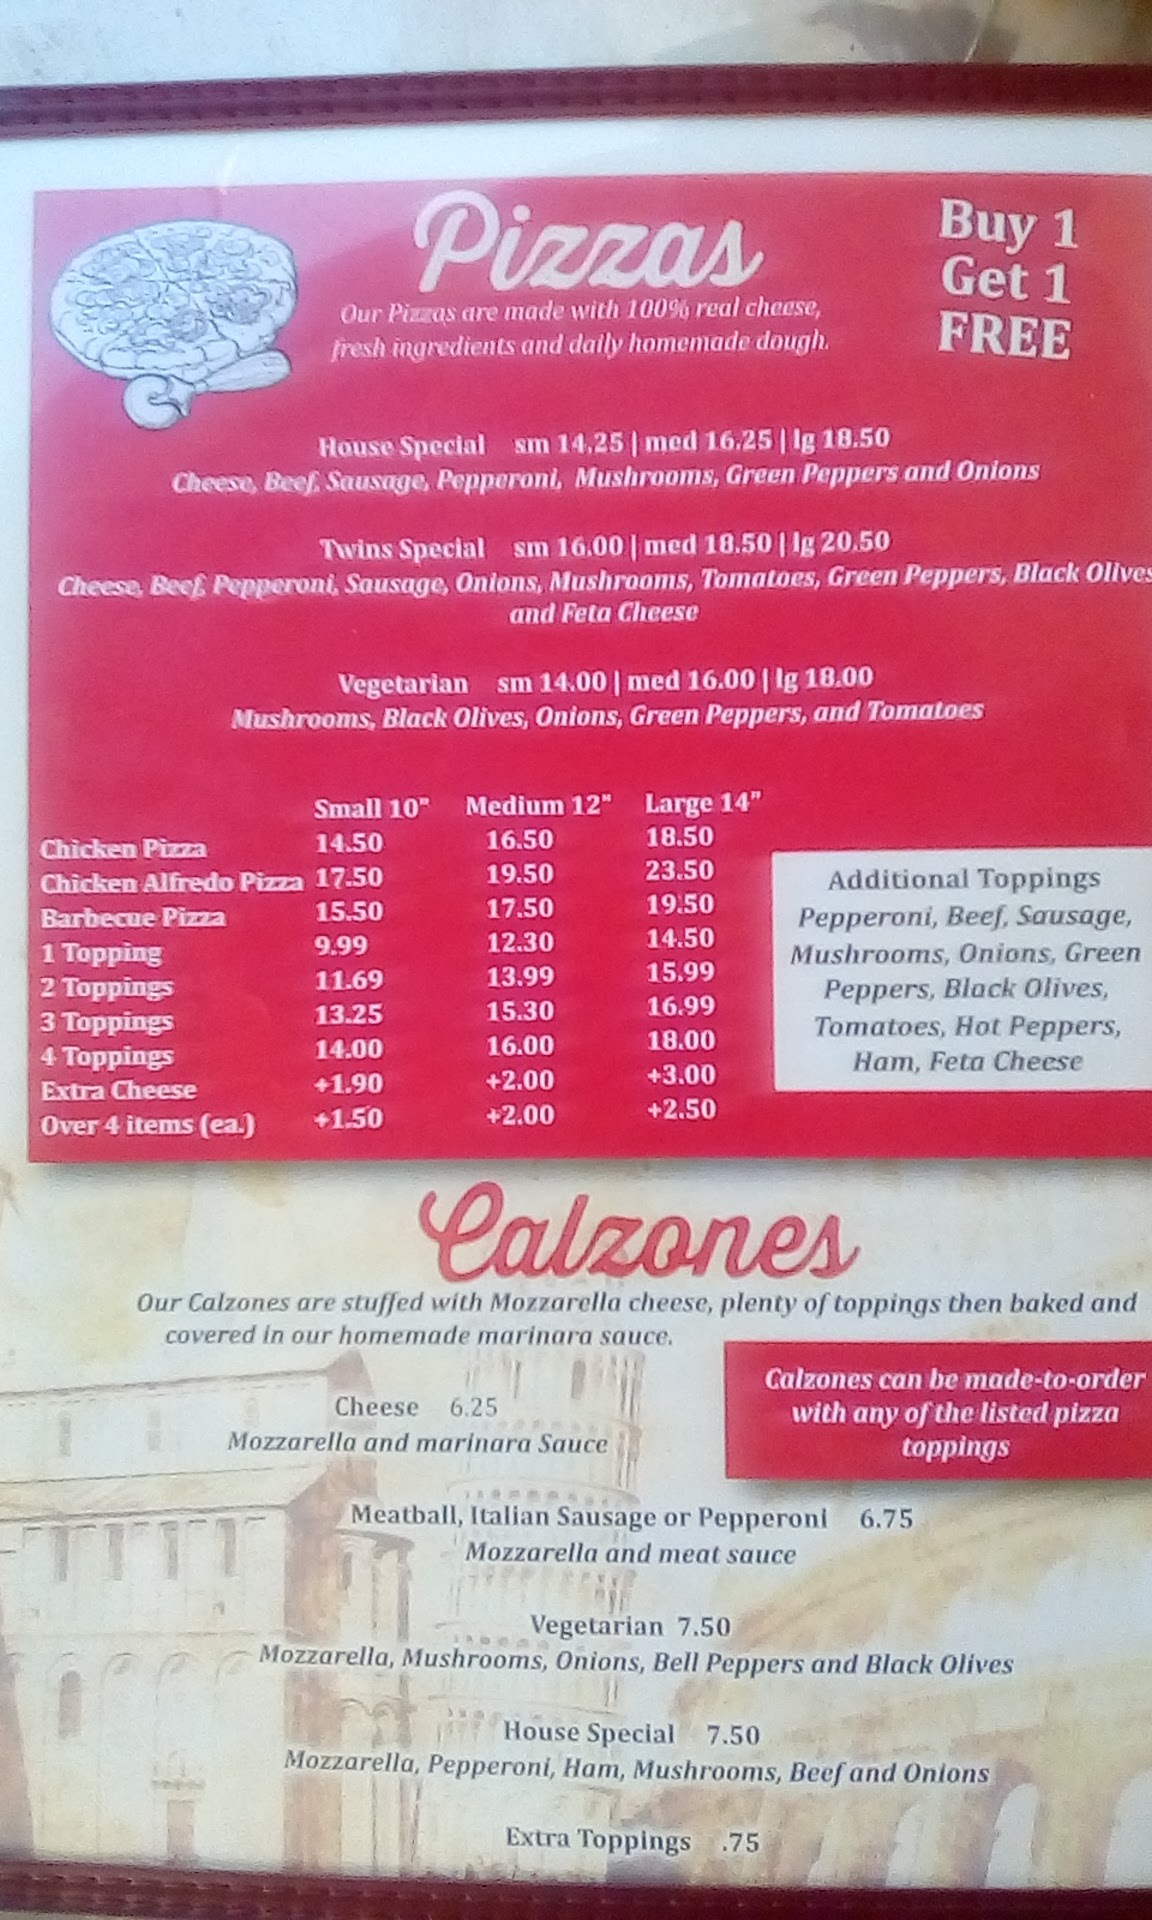 Pizzas
Buy 1
Get 1
FREE
Our Pizzas are made with 100% real cheese,
fresh ingredients and daily homemade dough.
House Special sm 14.25 | med 16.25 | lg 18.50
Cheese, Beef, Sausage, Pepperoni, Mushrooms, Green Peppers and Onions
Twins Special sm 16.00 | med 18.50 | lg 20.50
Cheese, Beef, Pepperoni, Sausage, Onions, Mushrooms, Tomatoes, Green Peppers, Black Olives
and Feta Cheese
Vegetarian sm 14.00 | med 16.00 | lg 18.00
Mushrooms, Black Olives, Onions, Green Peppers, and Tomatoes
Small 10" Medium 12" Large 14"
Chicken Pizza 14.50 16.50 18.50
Chicken Alfredo Pizza 17.50 19.50 23.50
Barbecue Pizza 15.50 17.50 19.50
1 Topping 9.99 12.30 14.50
2 Toppings 11.69 13.99 15.99
3 Toppings 13.25 15.30 16.99
4 Toppings 14.00 16.00 18.00
Extra Cheese +1.90 +2.00 +3.00
Over 4 items (ea.) +1.50 +2.00 +2.50
Additional Toppings
Pepperoni, Beef, Sausage,
Mushrooms, Onions, Green
Peppers, Black Olives,
Tomatoes, Hot Peppers,
Ham, Feta Cheese
Calzones
Our Calzones are stuffed with Mozzarella cheese, plenty of toppings then baked and
covered in our homemade marinara sauce.
Calzones can be made-to-order
with any of the listed pizza
toppings
Cheese 6.25
Mozzarella and marinara Sauce
Meatball, Italian Sausage or Pepperoni 6.75
Mozzarella and meat sauce
Vegetarian 7.50
Mozzarella, Mushrooms, Onions, Bell Peppers and Black Olives
House Special 7.50
Mozzarella, Pepperoni, Ham, Mushrooms, Beef and Onions
Extra Toppings .75